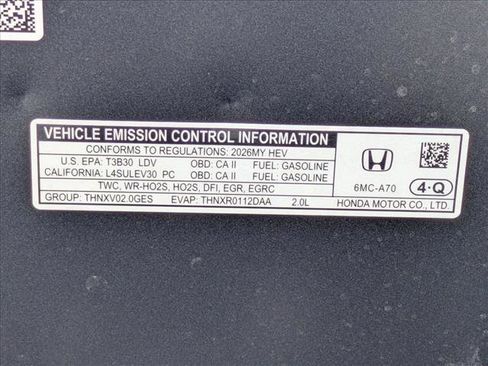 VEHICLE EMISSION CONTROL INFORMATION
CONFORMS TO REGULATIONS: 2026MY HEV
U.S. EPA: T3B30 LDV OBD: CA II FUEL: GASOLINE
CALIFORNIA: L4SULEV30 PC OBD: CA II FUEL: GASOLINE
TWC, WR-HO2S, HO2S, DFI, EGR, EGRC
GROUP: THNXV02.0GES EVAP: THNXR0112DAA 2.0L
6MC-A70 4-Q
HONDA MOTOR CO., LTD.